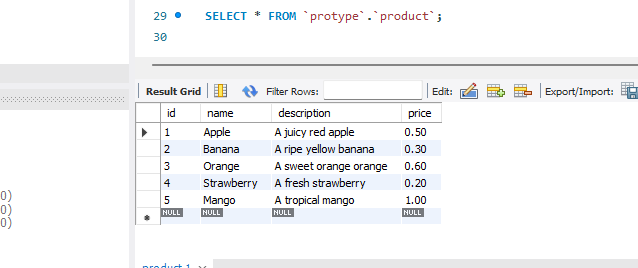 29 SELECT * FROM `protype`.`product`;
30
Result Grid Filter Rows: Edit: Export/Import:
id name description price
1 Apple A juicy red apple 0.50
2 Banana A ripe yellow banana 0.30
3 Orange A sweet orange orange 0.60
4 Strawberry A fresh strawberry 0.20
5 Mango A tropical mango 1.00
NULL NULL NULL NULL
0)
0)
0)
product 1